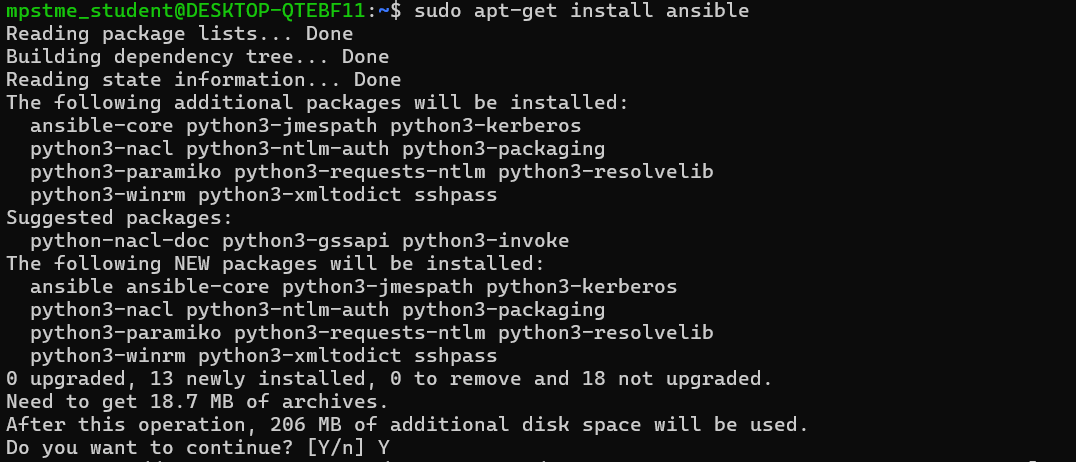 mpstme_student@DESKTOP-QTEBF11:~$ sudo apt-get install ansible
Reading package lists... Done
Building dependency tree... Done
Reading state information... Done
The following additional packages will be installed:
  ansible-core python3-jmespath python3-kerberos
  python3-nacl python3-ntlm-auth python3-packaging
  python3-paramiko python3-requests-ntlm python3-resolvelib
  python3-winrm python3-xmltodict sshpass
Suggested packages:
  python-nacl-doc python3-gssapi python3-invoke
The following NEW packages will be installed:
  ansible ansible-core python3-jmespath python3-kerberos
  python3-nacl python3-ntlm-auth python3-packaging
  python3-paramiko python3-requests-ntlm python3-resolvelib
  python3-winrm python3-xmltodict sshpass
0 upgraded, 13 newly installed, 0 to remove and 18 not upgraded.
Need to get 18.7 MB of archives.
After this operation, 206 MB of additional disk space will be used.
Do you want to continue? [Y/n] Y